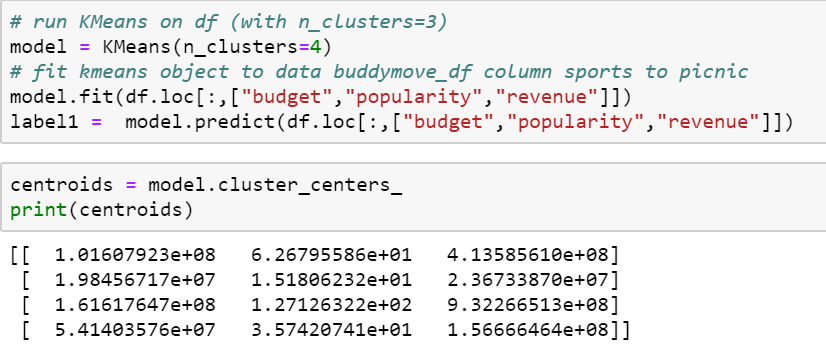 # run KMeans on df (with n_clusters=3)
model = KMeans(n_clusters=4)
# fit kmeans object to data buddymove_df column sports to picnic
model.fit(df.loc[:,["budget","popularity","revenue"]])
label1 =  model.predict(df.loc[:,["budget","popularity","revenue"]])
centroids = model.cluster_centers_
print(centroids)
[[  1.01607923e+08   6.26795586e+01   4.13585610e+08]
 [  1.98456717e+07   1.51806232e+01   2.36733870e+07]
 [  1.61617647e+08   1.27126322e+02   9.32266513e+08]
 [  5.41403576e+07   3.57420741e+01   1.56666464e+08]]